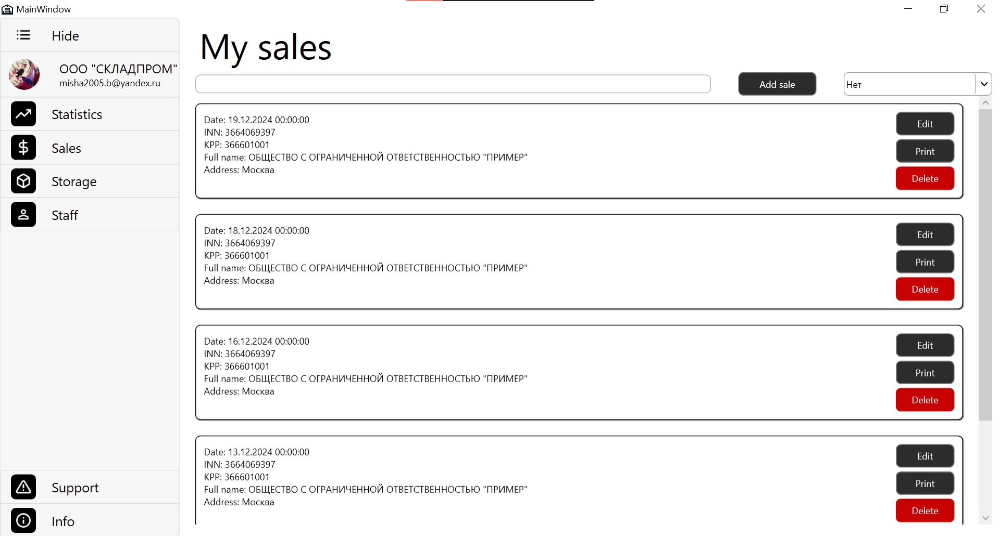 MainWindow
Hide
ООО "СКЛАДПРОМ"
misha2005.b@yandex.ru
Statistics
Sales
Storage
Staff
Support
Info
My sales
Add sale
Нет
Date: 19.12.2024 00:00:00
INN: 3664069397
KPP: 366601001
Full name: ОБЩЕСТВО С ОГРАНИЧЕННОЙ ОТВЕТСТВЕННОСТЬЮ "ПРИМЕР"
Address: Москва
Edit
Print
Delete
Date: 18.12.2024 00:00:00
INN: 3664069397
KPP: 366601001
Full name: ОБЩЕСТВО С ОГРАНИЧЕННОЙ ОТВЕТСТВЕННОСТЬЮ "ПРИМЕР"
Address: Москва
Edit
Print
Delete
Date: 16.12.2024 00:00:00
INN: 3664069397
KPP: 366601001
Full name: ОБЩЕСТВО С ОГРАНИЧЕННОЙ ОТВЕТСТВЕННОСТЬЮ "ПРИМЕР"
Address: Москва
Edit
Print
Delete
Date: 13.12.2024 00:00:00
INN: 3664069397
KPP: 366601001
Full name: ОБЩЕСТВО С ОГРАНИЧЕННОЙ ОТВЕТСТВЕННОСТЬЮ "ПРИМЕР"
Address: Москва
Edit
Print
Delete